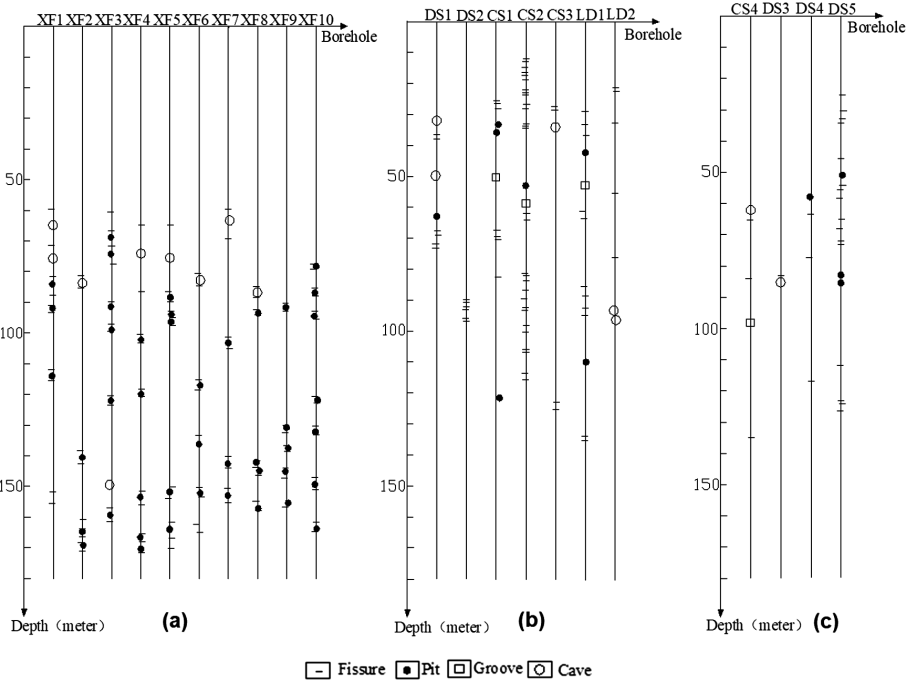 XF1 XF2 XF3 XF4 XF5 XF6 XF7 XF8 XF9 XF10
Borehole
50
100
150
Depth（meter）
(a)
DS1 DS2 CS1 CS2 CS3 LD1 LD2
Borehole
50
100
150
Depth（meter）
(b)
CS4 DS3 DS4 DS5
Borehole
50
100
150
Depth（meter）
(c)
Fissure Pit Groove Cave